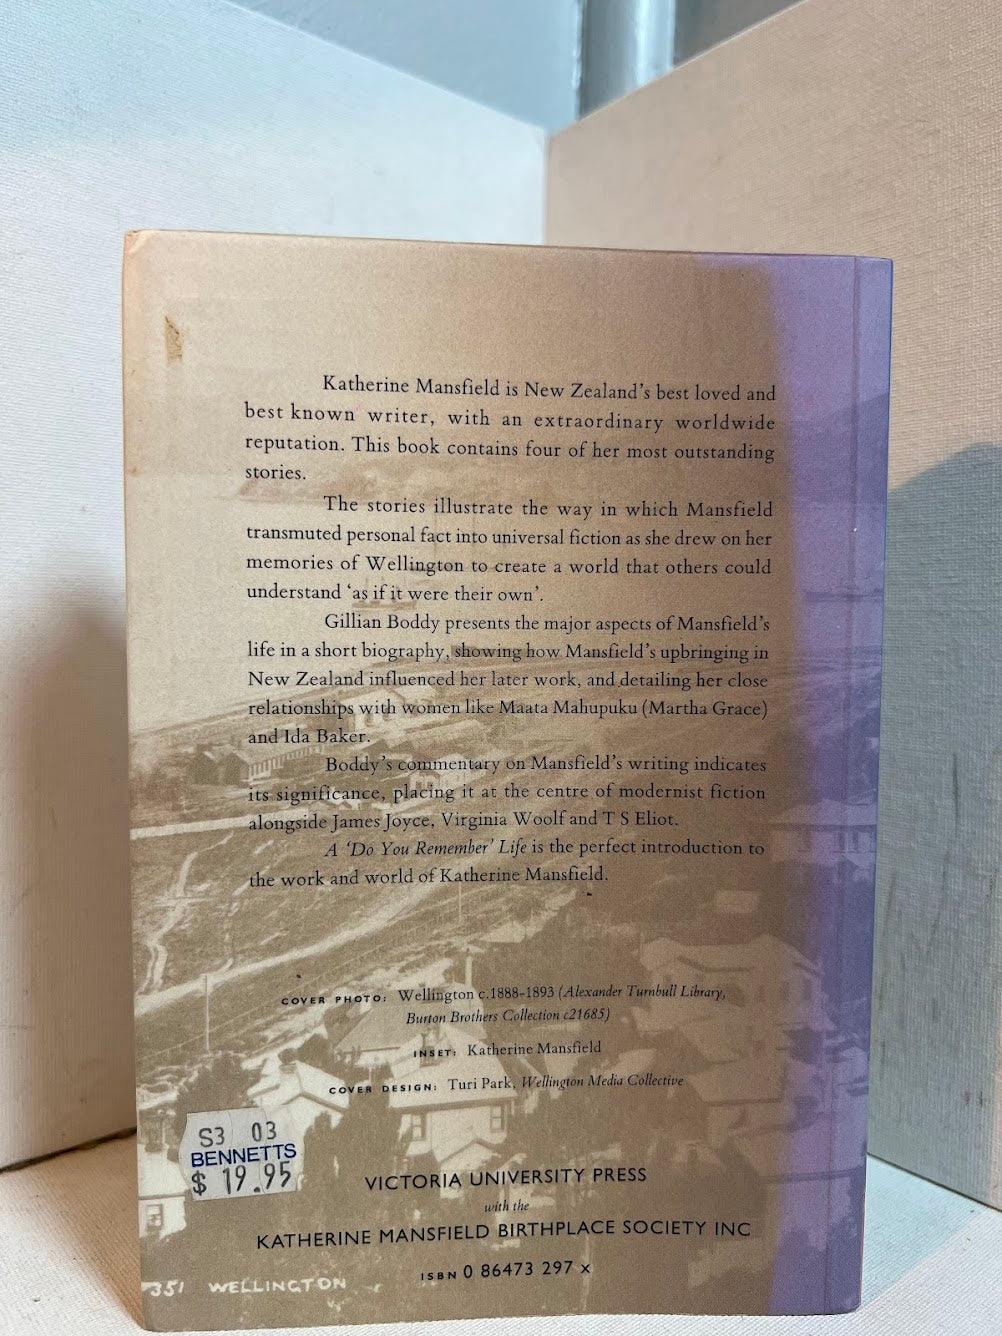 Katherine Mansfield is New Zealand's best loved and
best known writer, with an extraordinary worldwide
reputation. This book contains four of her most outstanding
stories.
The stories illustrate the way in which Mansfield
transmuted personal fact into universal fiction as she drew on her
memories of Wellington to create a world that others could
understand 'as if it were their own'.
Gillian Boddy presents the major aspects of Mansfield's
life in a short biography, showing how Mansfield's upbringing in
New Zealand influenced her later work, and detailing her close
relationships with women like Maata Mahupuku (Martha Grace)
and Ida Baker.
Boddy's commentary on Mansfield's writing indicates
its significance, placing it at the centre of modernist fiction
alongside James Joyce, Virginia Woolf and T S Eliot.
A 'Do You Remember' Life is the perfect introduction to
the work and world of Katherine Mansfield.
COVER PHOTO: Wellington c.1888-1893 (Alexander Turnbull Library,
Burton Brothers Collection c21685)
INSET: Katherine Mansfield
COVER DESIGN: Turi Park, Wellington Media Collective
S3 03
BENNETTS
$ 19.95
VICTORIA UNIVERSITY PRESS
with the
KATHERINE MANSFIELD BIRTHPLACE SOCIETY INC
ISBN 0 86473 297 x
351 WELLINGTON